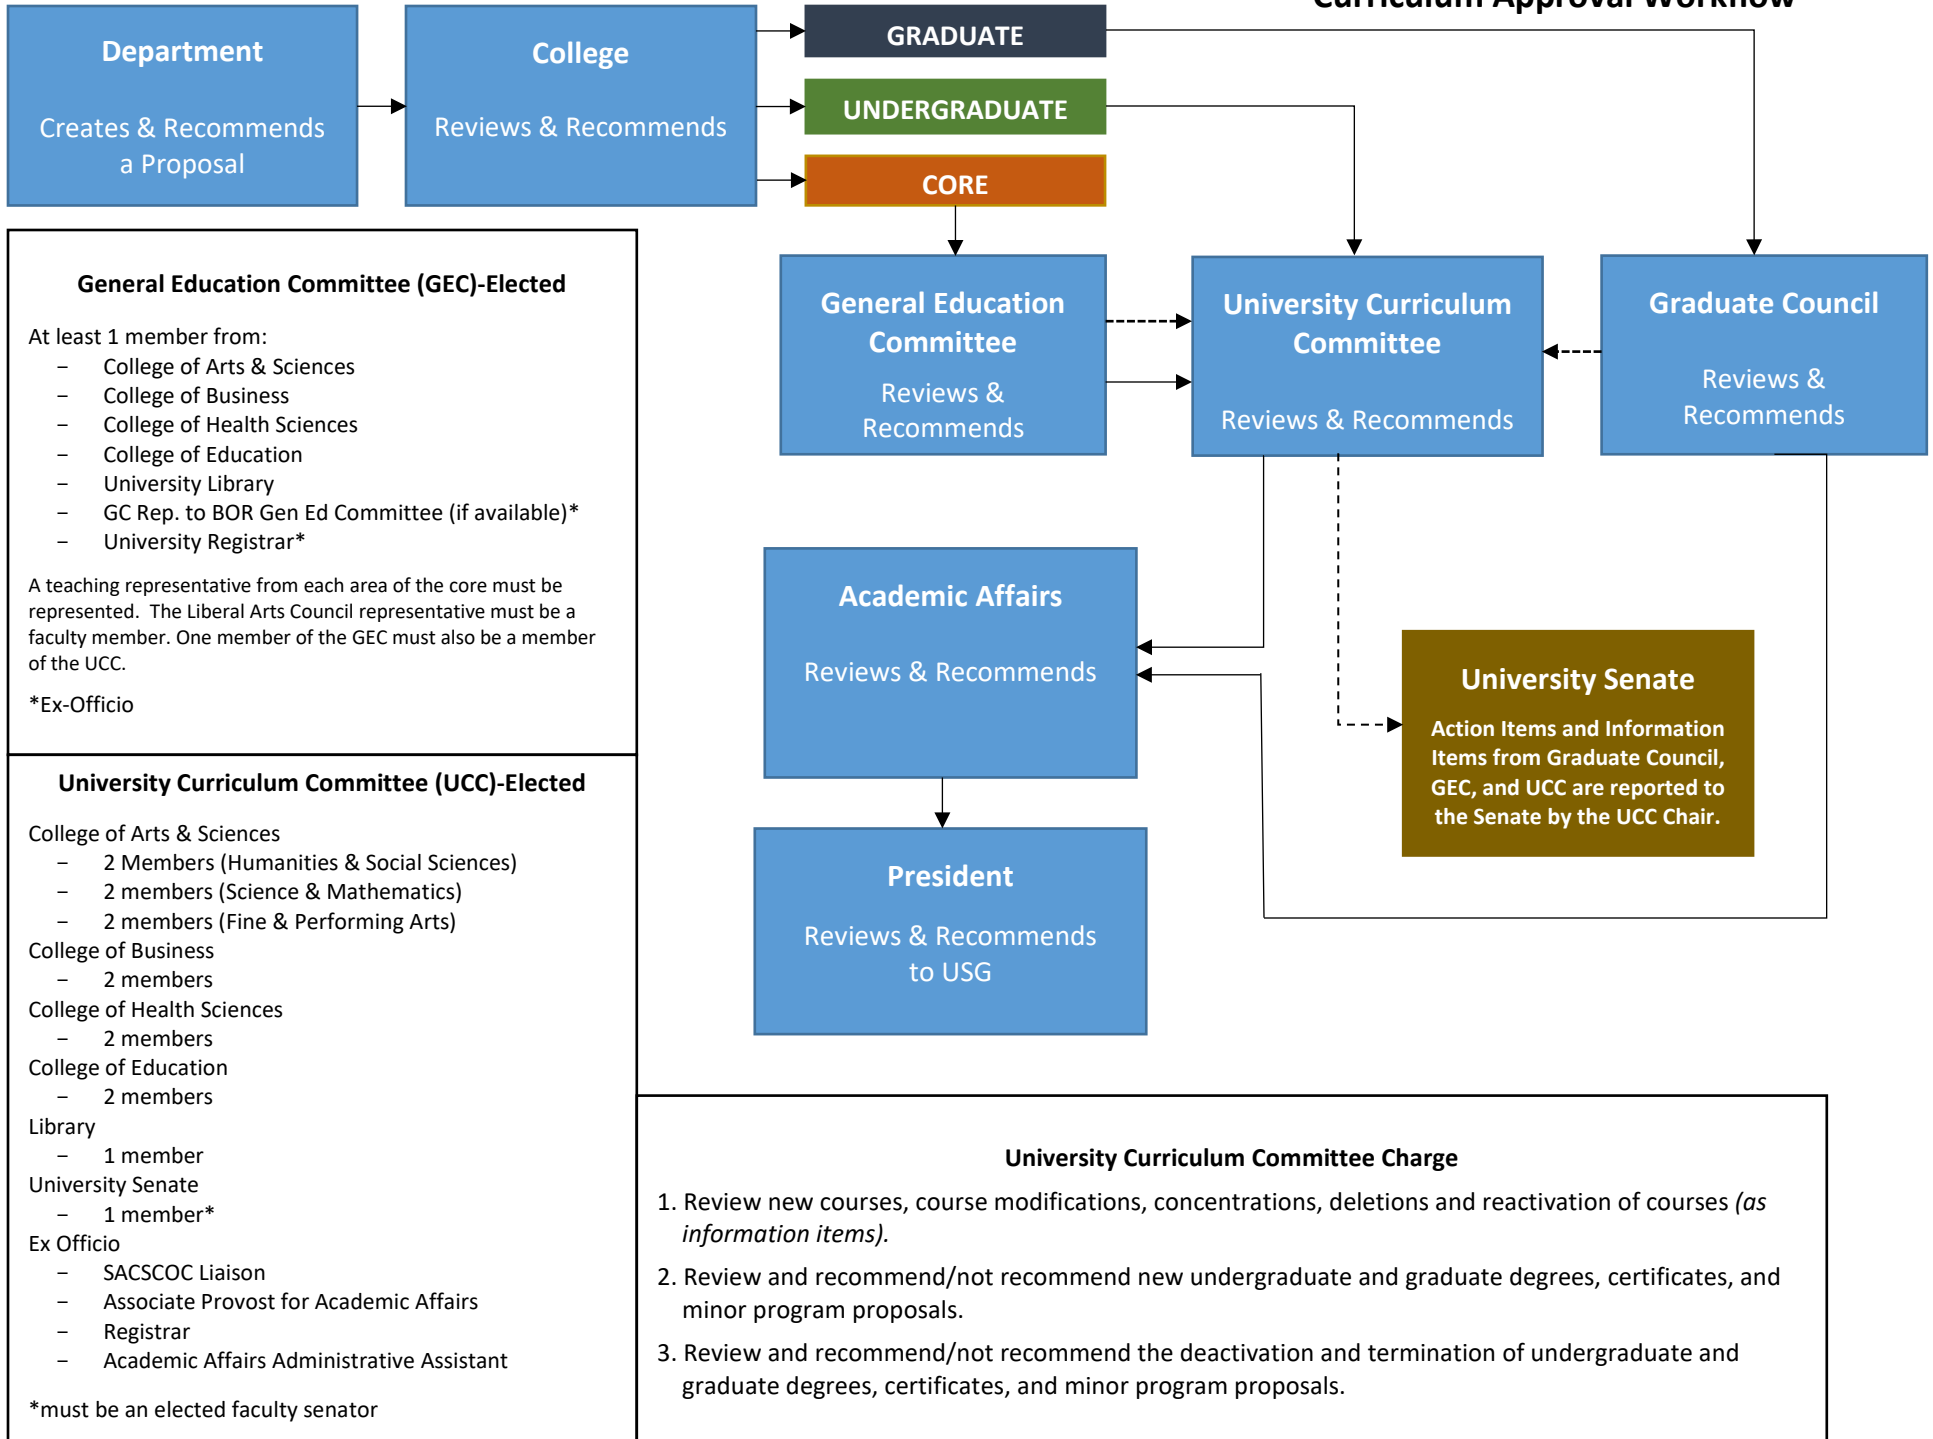 Curriculum Approval Workflow
Department
Creates & Recommends
a Proposal
College
Reviews & Recommends
GRADUATE
UNDERGRADUATE
CORE
General Education
Committee
Reviews &
Recommends
University Curriculum
Committee
Reviews & Recommends
Graduate Council
Reviews &
Recommends
Academic Affairs
Reviews & Recommends
University Senate
Action Items and Information
Items from Graduate Council,
GEC, and UCC are reported to
the Senate by the UCC Chair.
President
Reviews & Recommends
to USG
General Education Committee (GEC)-Elected
At least 1 member from:
- College of Arts & Sciences
- College of Business
- College of Health Sciences
- College of Education
- University Library
- GC Rep. to BOR Gen Ed Committee (if available)*
- University Registrar*
A teaching representative from each area of the core must be
represented. The Liberal Arts Council representative must be a
faculty member. One member of the GEC must also be a member
of the UCC.
*Ex-Officio
University Curriculum Committee (UCC)-Elected
College of Arts & Sciences
- 2 Members (Humanities & Social Sciences)
- 2 members (Science & Mathematics)
- 2 members (Fine & Performing Arts)
College of Business
- 2 members
College of Health Sciences
- 2 members
College of Education
- 2 members
Library
- 1 member
University Senate
- 1 member*
Ex Officio
- SACSCOC Liaison
- Associate Provost for Academic Affairs
- Registrar
- Academic Affairs Administrative Assistant
*must be an elected faculty senator
University Curriculum Committee Charge
1. Review new courses, course modifications, concentrations, deletions and reactivation of courses (as
information items).
2. Review and recommend/not recommend new undergraduate and graduate degrees, certificates, and
minor program proposals.
3. Review and recommend/not recommend the deactivation and termination of undergraduate and
graduate degrees, certificates, and minor program proposals.